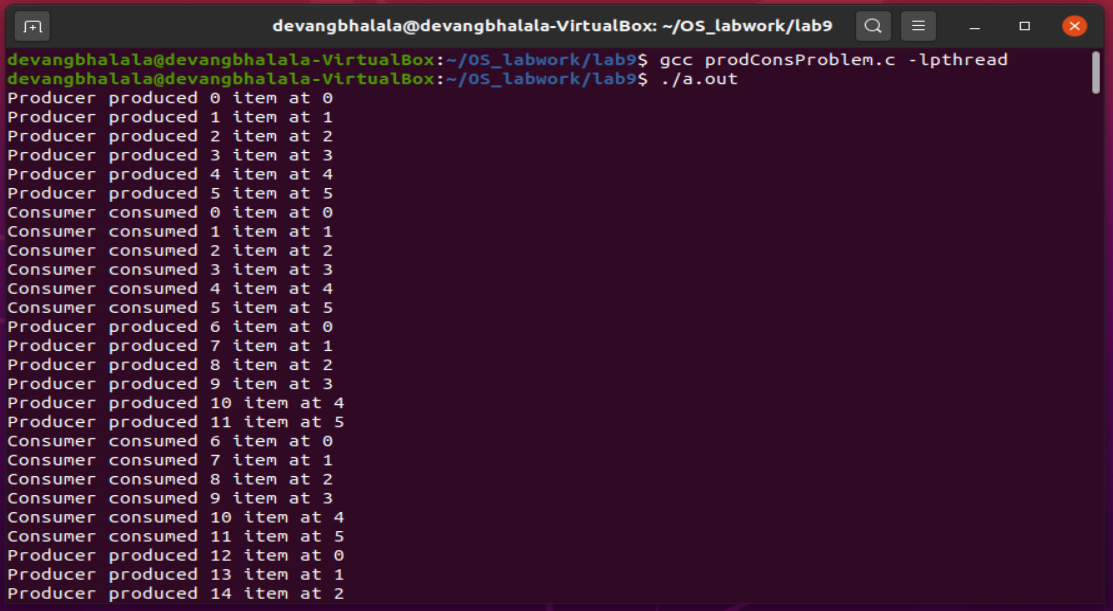 devangbhalala@devangbhalala-VirtualBox: ~/OS_labwork/lab9
devangbhalala@devangbhalala-VirtualBox:~/OS_labwork/lab9$ gcc prodConsProblem.c -lpthread
devangbhalala@devangbhalala-VirtualBox:~/OS_labwork/lab9$ ./a.out
Producer produced 0 item at 0
Producer produced 1 item at 1
Producer produced 2 item at 2
Producer produced 3 item at 3
Producer produced 4 item at 4
Producer produced 5 item at 5
Consumer consumed 0 item at 0
Consumer consumed 1 item at 1
Consumer consumed 2 item at 2
Consumer consumed 3 item at 3
Consumer consumed 4 item at 4
Consumer consumed 5 item at 5
Producer produced 6 item at 0
Producer produced 7 item at 1
Producer produced 8 item at 2
Producer produced 9 item at 3
Producer produced 10 item at 4
Producer produced 11 item at 5
Consumer consumed 6 item at 0
Consumer consumed 7 item at 1
Consumer consumed 8 item at 2
Consumer consumed 9 item at 3
Consumer consumed 10 item at 4
Consumer consumed 11 item at 5
Producer produced 12 item at 0
Producer produced 13 item at 1
Producer produced 14 item at 2